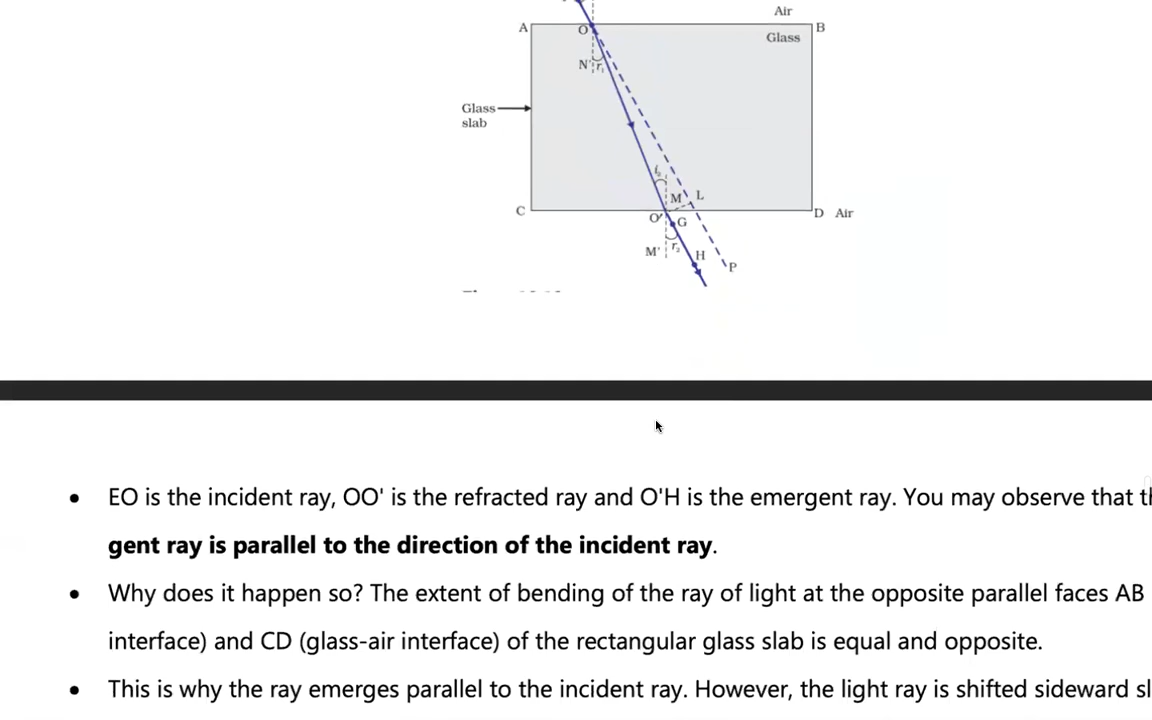 Air
A
O
B
Glass
N'
r₁
Glass
slab
i₂
M
L
C
O'
G
D
Air
M'
r₂
H
P
EO is the incident ray, OO' is the refracted ray and O'H is the emergent ray. You may observe that
gent ray is parallel to the direction of the incident ray.
Why does it happen so? The extent of bending of the ray of light at the opposite parallel faces AB
interface) and CD (glass-air interface) of the rectangular glass slab is equal and opposite.
This is why the ray emerges parallel to the incident ray. However, the light ray is shifted sideward